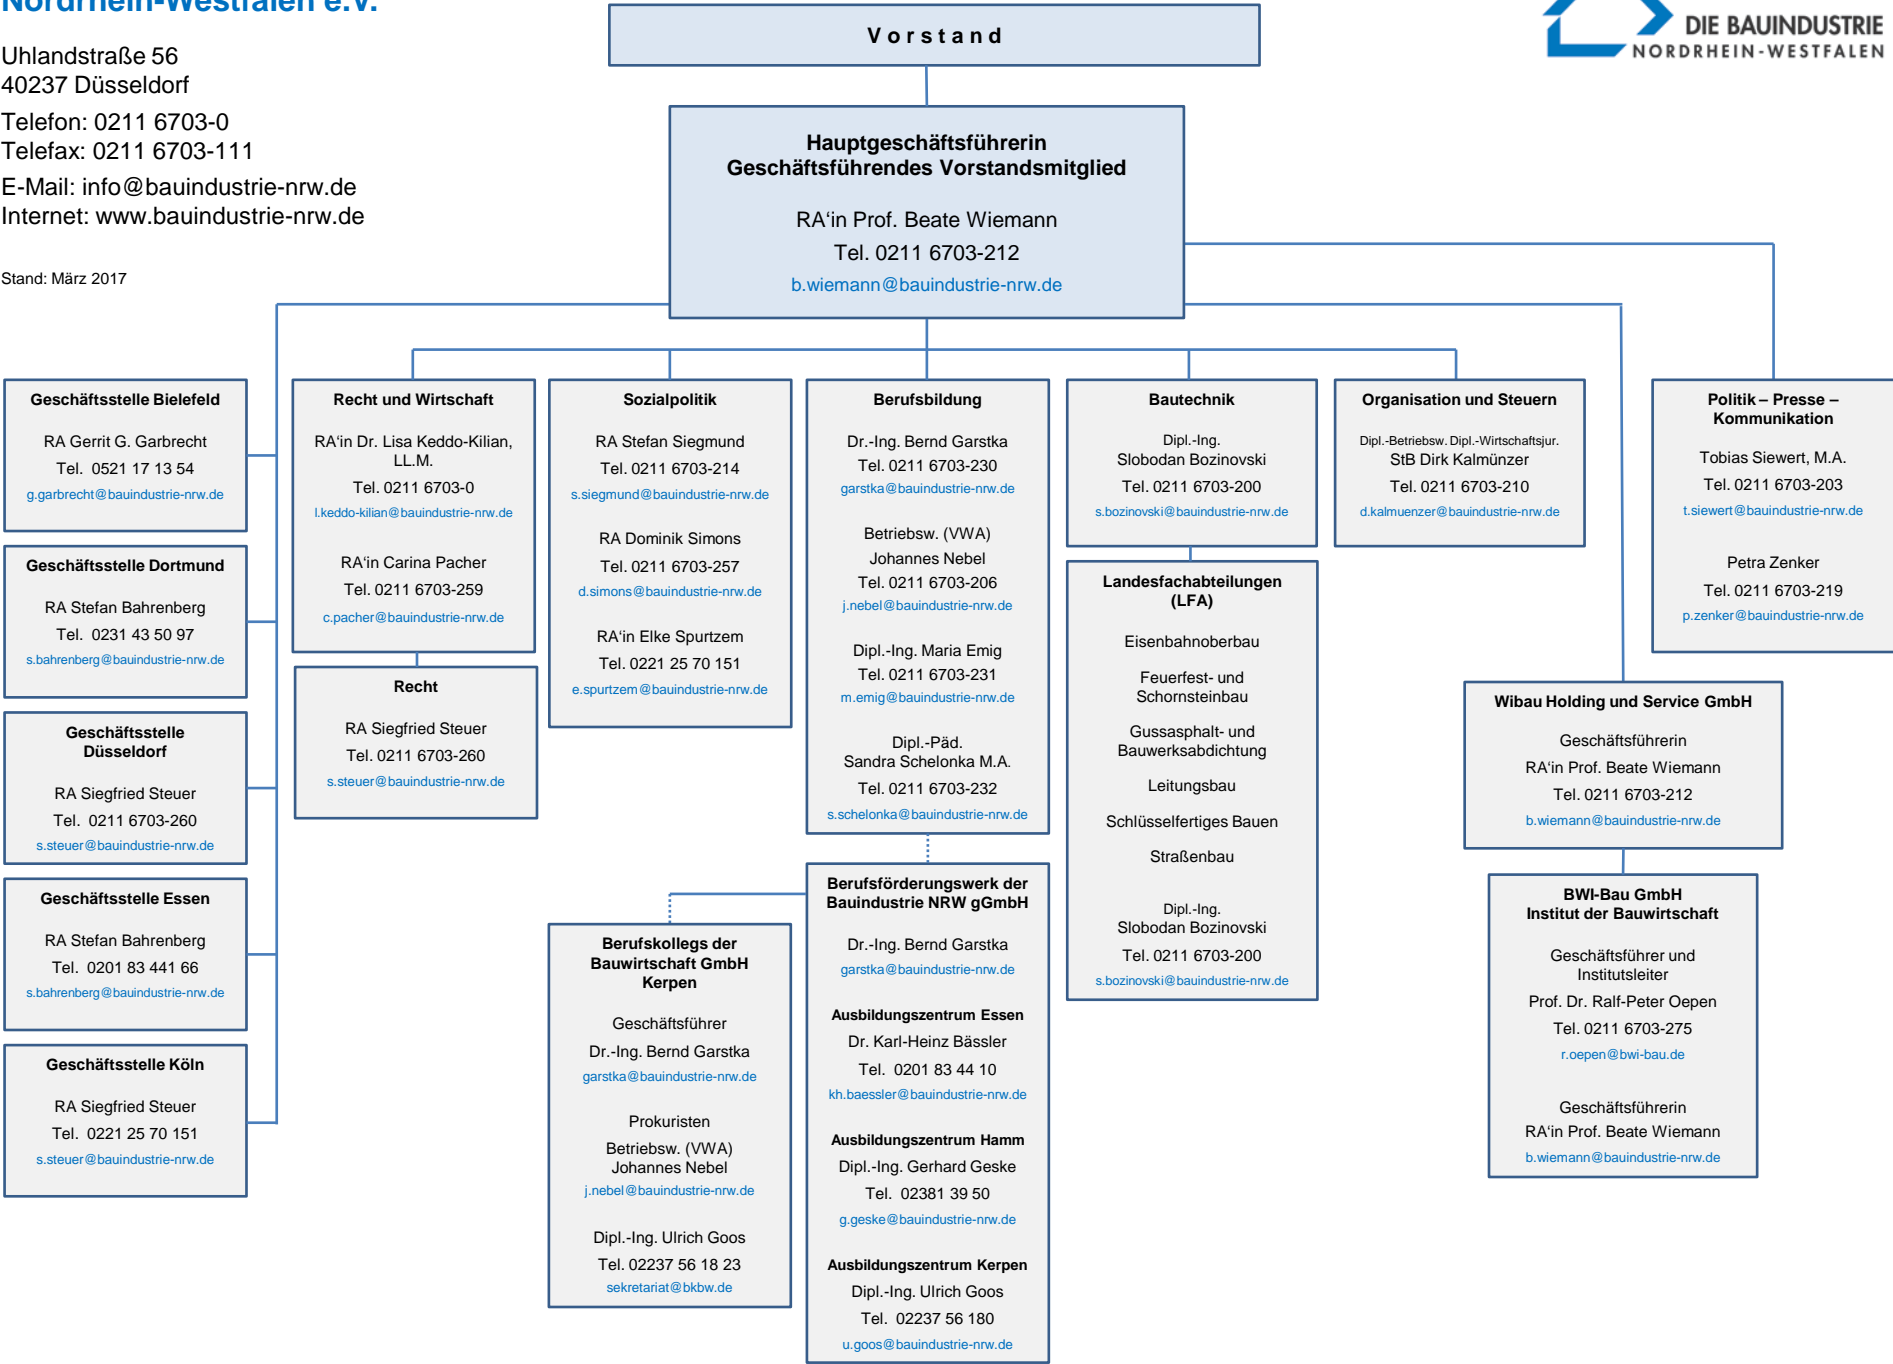 Nordrhein-Westfalen e.V.
Uhlandstraße 56
40237 Düsseldorf
Telefon: 0211 6703-0
Telefax: 0211 6703-111
E-Mail: info@bauindustrie-nrw.de
Internet: www.bauindustrie-nrw.de
Stand: März 2017
Vorstand
DIE BAUINDUSTRIE
NORDRHEIN-WESTFALEN
Hauptgeschäftsführerin
Geschäftsführendes Vorstandsmitglied
RA‘in Prof. Beate Wiemann
Tel. 0211 6703-212
b.wiemann@bauindustrie-nrw.de
Geschäftsstelle Bielefeld
RA Gerrit G. Garbrecht
Tel. 0521 17 13 54
g.garbrecht@bauindustrie-nrw.de
Geschäftsstelle Dortmund
RA Stefan Bahrenberg
Tel. 0231 43 50 97
s.bahrenberg@bauindustrie-nrw.de
Geschäftsstelle
Düsseldorf
RA Siegfried Steuer
Tel. 0211 6703-260
s.steuer@bauindustrie-nrw.de
Geschäftsstelle Essen
RA Stefan Bahrenberg
Tel. 0201 83 441 66
s.bahrenberg@bauindustrie-nrw.de
Geschäftsstelle Köln
RA Siegfried Steuer
Tel. 0221 25 70 151
s.steuer@bauindustrie-nrw.de
Recht und Wirtschaft
RA‘in Dr. Lisa Keddo-Kilian,
LL.M.
Tel. 0211 6703-0
l.keddo-kilian@bauindustrie-nrw.de
RA‘in Carina Pacher
Tel. 0211 6703-259
c.pacher@bauindustrie-nrw.de
Recht
RA Siegfried Steuer
Tel. 0211 6703-260
s.steuer@bauindustrie-nrw.de
Sozialpolitik
RA Stefan Siegmund
Tel. 0211 6703-214
s.siegmund@bauindustrie-nrw.de
RA Dominik Simons
Tel. 0211 6703-257
d.simons@bauindustrie-nrw.de
RA‘in Elke Spurtzem
Tel. 0221 25 70 151
e.spurtzem@bauindustrie-nrw.de
Berufsbildung
Dr.-Ing. Bernd Garstka
Tel. 0211 6703-230
garstka@bauindustrie-nrw.de
Betriebsw. (VWA)
Johannes Nebel
Tel. 0211 6703-206
j.nebel@bauindustrie-nrw.de
Dipl.-Ing. Maria Emig
Tel. 0211 6703-231
m.emig@bauindustrie-nrw.de
Dipl.-Päd.
Sandra Schelonka M.A.
Tel. 0211 6703-232
s.schelonka@bauindustrie-nrw.de
Berufskollegs der
Bauwirtschaft GmbH
Kerpen
Geschäftsführer
Dr.-Ing. Bernd Garstka
garstka@bauindustrie-nrw.de
Prokuristen
Betriebsw. (VWA)
Johannes Nebel
j.nebel@bauindustrie-nrw.de
Dipl.-Ing. Ulrich Goos
Tel. 02237 56 18 23
sekretariat@bkbw.de
Berufsförderungswerk der
Bauindustrie NRW gGmbH
Dr.-Ing. Bernd Garstka
garstka@bauindustrie-nrw.de
Ausbildungszentrum Essen
Dr. Karl-Heinz Bässler
Tel. 0201 83 44 10
kh.baessler@bauindustrie-nrw.de
Ausbildungszentrum Hamm
Dipl.-Ing. Gerhard Geske
Tel. 02381 39 50
g.geske@bauindustrie-nrw.de
Ausbildungszentrum Kerpen
Dipl.-Ing. Ulrich Goos
Tel. 02237 56 180
u.goos@bauindustrie-nrw.de
Bautechnik
Dipl.-Ing.
Slobodan Bozinovski
Tel. 0211 6703-200
s.bozinovski@bauindustrie-nrw.de
Landesfachabteilungen
(LFA)
Eisenbahnoberbau
Feuerfest- und
Schornsteinbau
Gussasphalt- und
Bauwerksabdichtung
Leitungsbau
Schlüsselfertiges Bauen
Straßenbau
Dipl.-Ing.
Slobodan Bozinovski
Tel. 0211 6703-200
s.bozinovski@bauindustrie-nrw.de
Organisation und Steuern
Dipl.-Betriebsw. Dipl.-Wirtschaftsjur.
StB Dirk Kalmünzer
Tel. 0211 6703-210
d.kalmuenzer@bauindustrie-nrw.de
Politik – Presse –
Kommunikation
Tobias Siewert, M.A.
Tel. 0211 6703-203
t.siewert@bauindustrie-nrw.de
Petra Zenker
Tel. 0211 6703-219
p.zenker@bauindustrie-nrw.de
Wibau Holding und Service GmbH
Geschäftsführerin
RA‘in Prof. Beate Wiemann
Tel. 0211 6703-212
b.wiemann@bauindustrie-nrw.de
BWI-Bau GmbH
Institut der Bauwirtschaft
Geschäftsführer und
Institutsleiter
Prof. Dr. Ralf-Peter Oepen
Tel. 0211 6703-275
r.oepen@bwi-bau.de
Geschäftsführerin
RA‘in Prof. Beate Wiemann
b.wiemann@bauindustrie-nrw.de